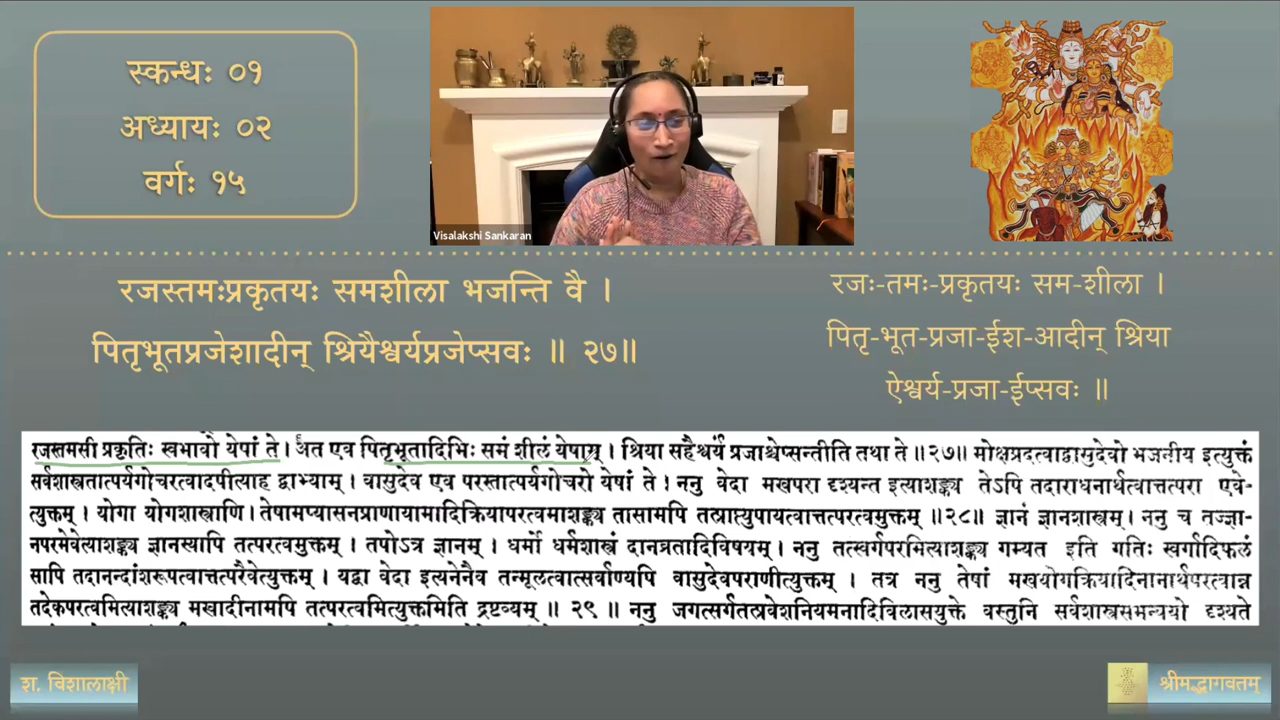 स्कन्धः ०१
अध्यायः ०२
वर्गः १५
Visalakshi Sankaran
रजस्तमःप्रकृतयः समशीला भजन्ति वै ।
पितृभूतप्रजेशादीन् श्रियैश्वर्यप्रजेप्सवः ॥ २७॥
रजः-तमः-प्रकृतयः सम-शीला ।
पितृ-भूत-प्रजा-ईश-आदीन् श्रिया
ऐश्वर्य-प्रजा-ईप्सवः ॥
रजस्तमसी प्रकृतिः स्वभावो येषां ते । अत एव पितृभूतादिभिः समं शीलं येषाम् । श्रिया सहैश्वर्यं प्रजाश्चेप्सन्तीति तथा ते ॥२७॥ मोक्षप्रदत्वाद्वासुदेवो भजनीय इत्युक्तं
सर्वशास्त्रतात्पर्यगोचरत्वादपीत्याह द्वाभ्याम् । वासुदेव एव परस्तात्पर्यगोचरो येषां ते । ननु वेदा मखपरा दृश्यन्त इत्याशङ्क्य तेऽपि तदाराधनार्थत्वात्तत्परा एवे-
त्युक्तम् । योगा योगशास्त्राणि । तेषामप्यासनप्राणायामादिक्रियापरत्वमाशङ्क्य तासामपि तत्प्राप्त्युपायत्वात्तत्परत्वमुक्तम् ॥२८॥ ज्ञानं ज्ञानशास्त्रम् । ननु च तज्ज्ञा-
नपरमेवेत्याशङ्क्य ज्ञानस्यापि तत्परत्वमुक्तम् । तपोऽत्र ज्ञानम् । धर्मो धर्मशास्त्रं दानव्रतादिविषयम् । ननु तत्स्वर्गपरमित्याशङ्क्य गम्यत इति गतिः स्वर्गादिफलं
सापि तदानन्दांशरूपत्वात्तत्परैवेत्युक्तम् । यद्वा वेदा इत्यनेनैव तन्मूलत्वात्सर्वाण्यपि वासुदेवपराणीत्युक्तम् । तत्र ननु तेषां मखयोगक्रियादिनानार्थपरत्वान्न
तदेकपरत्वमित्याशङ्क्य मखादीनामपि तत्परत्वमित्युक्तमिति द्रष्टव्यम् ॥ २९ ॥ ननु जगत्सर्गतत्प्रवेशनियमनादिविलासयुक्ते वस्तुनि सर्वशास्त्रसमन्वयो दृश्यते
श. विशालाक्षी
श्रीमद्भागवतम्